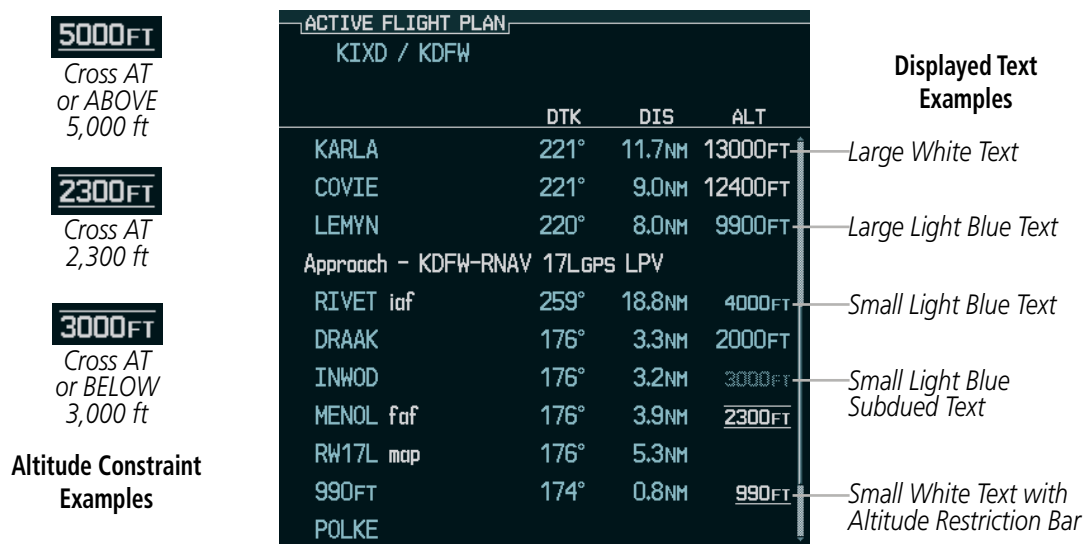 5000FT
Cross AT
or ABOVE
5,000 ft
2300FT
Cross AT
2,300 ft
3000FT
Cross AT
or BELOW
3,000 ft
Altitude Constraint
Examples
ACTIVE FLIGHT PLAN
KIXD / KDFW
DTK DIS ALT
KARLA 221° 11.7NM 13000FT
COVIE 221° 9.0NM 12400FT
LEMYN 220° 8.0NM 9900FT
Approach - KDFW-RNAV 17LGPS LPV
RIVET iaf 259° 18.8NM 4000FT
DRAAK 176° 3.3NM 2000FT
INWOD 176° 3.2NM 3000FT
MENOL faf 176° 3.9NM 2300FT
RW17L map 176° 5.3NM
990FT 174° 0.8NM 990FT
POLKE
Displayed Text
Examples
Large White Text
Large Light Blue Text
Small Light Blue Text
Small Light Blue
Subdued Text
Small White Text with
Altitude Restriction Bar